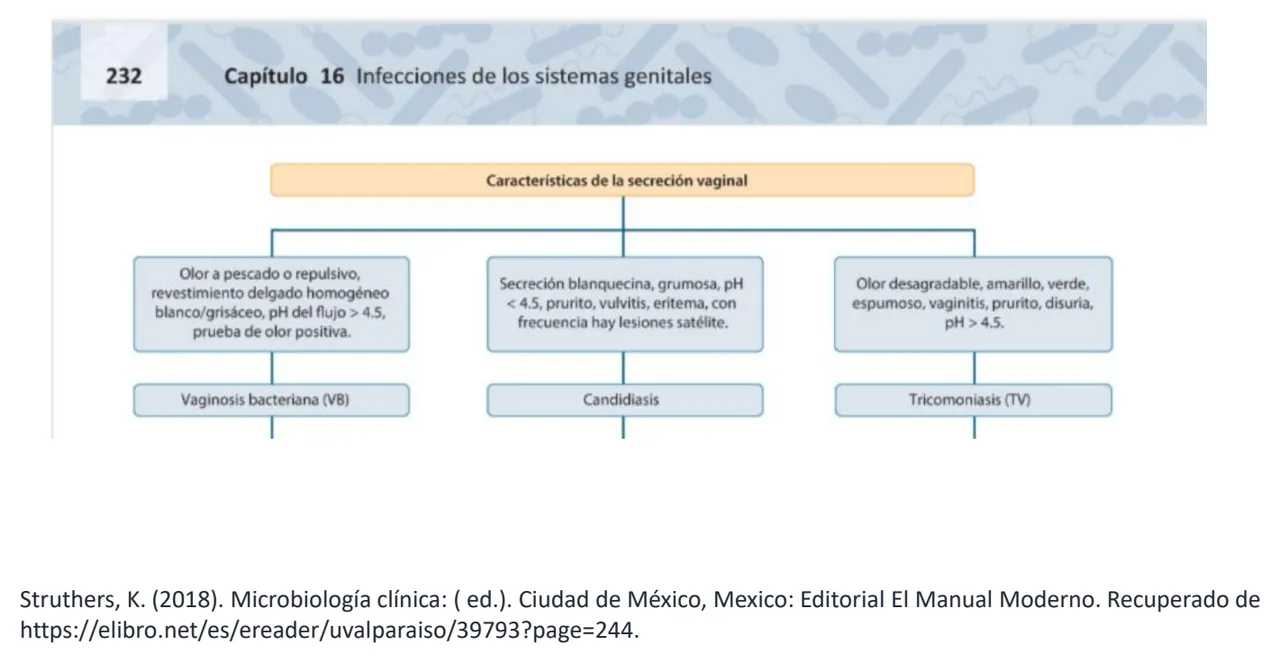 232 Capítulo 16 Infecciones de los sistemas genitales
Características de la secreción vaginal
Olor a pescado o repulsivo,
revestimiento delgado homogéneo
blanco/grisáceo, pH del flujo > 4.5,
prueba de olor positiva.
Secreción blanquecina, grumosa, pH
< 4.5, prurito, vulvitis, eritema, con
frecuencia hay lesiones satélite.
Olor desagradable, amarillo, verde,
espumoso, vaginitis, prurito, disuria,
pH > 4.5.
Vaginosis bacteriana (VB)
Candidiasis
Tricomoniasis (TV)
Struthers, K. (2018). Microbiología clínica: ( ed.). Ciudad de México, Mexico: Editorial El Manual Moderno. Recuperado de
https://elibro.net/es/ereader/uvalparaiso/39793?page=244.